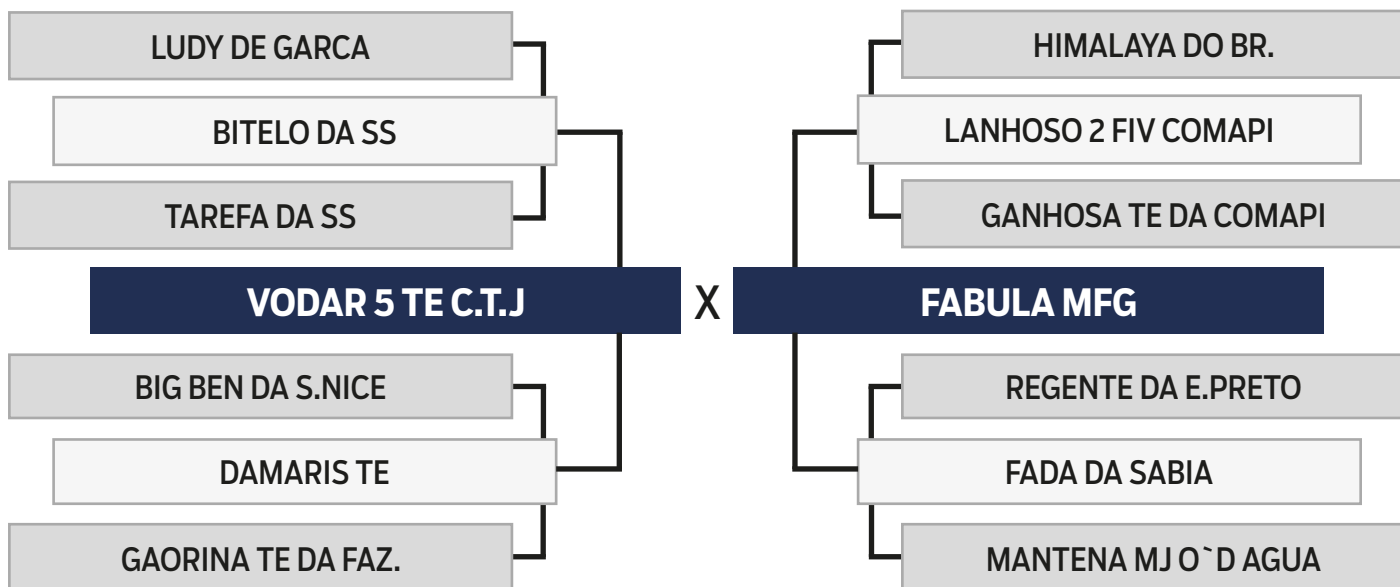 LUDY DE GARCA
BITELO DA SS
TAREFA DA SS
HIMALAYA DO BR.
LANHOSO 2 FIV COMAPI
GANHOSA TE DA COMAPI
VODAR 5 TE C.T.J X FABULA MFG
BIG BEN DA S.NICE
DAMARIS TE
GAORINA TE DA FAZ.
REGENTE DA E.PRETO
FADA DA SABIA
MANTENA MJ O`D AGUA